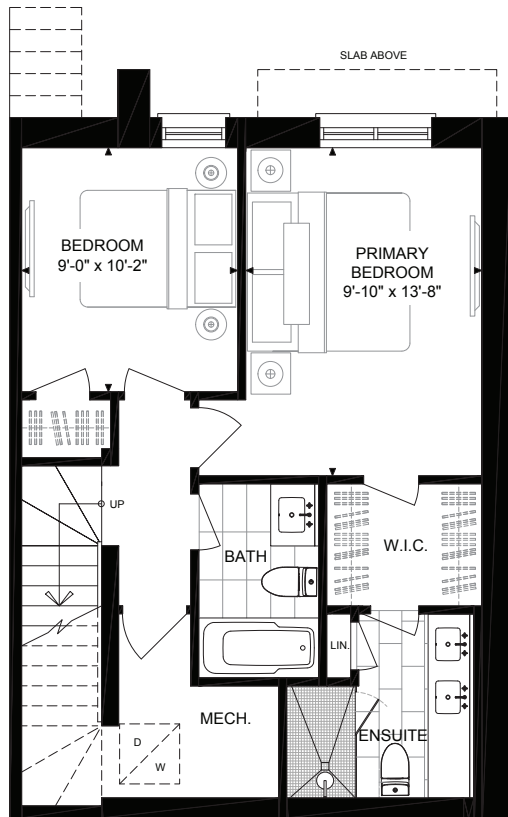 SLAB ABOVE
BEDROOM
9'-0" x 10'-2"
PRIMARY
BEDROOM
9'-10" x 13'-8"
UP
BATH
W.I.C.
LIN.
MECH.
ENSUITE
D
W